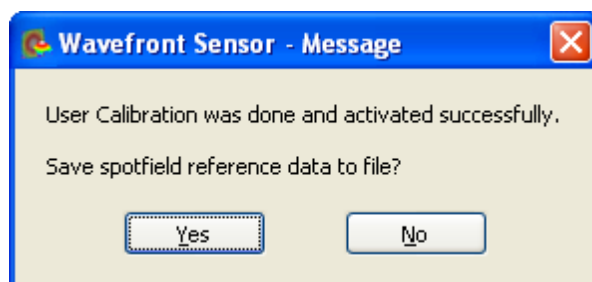 Wavefront Sensor - Message
User Calibration was done and activated successfully.
Save spotfield reference data to file?
Yes No